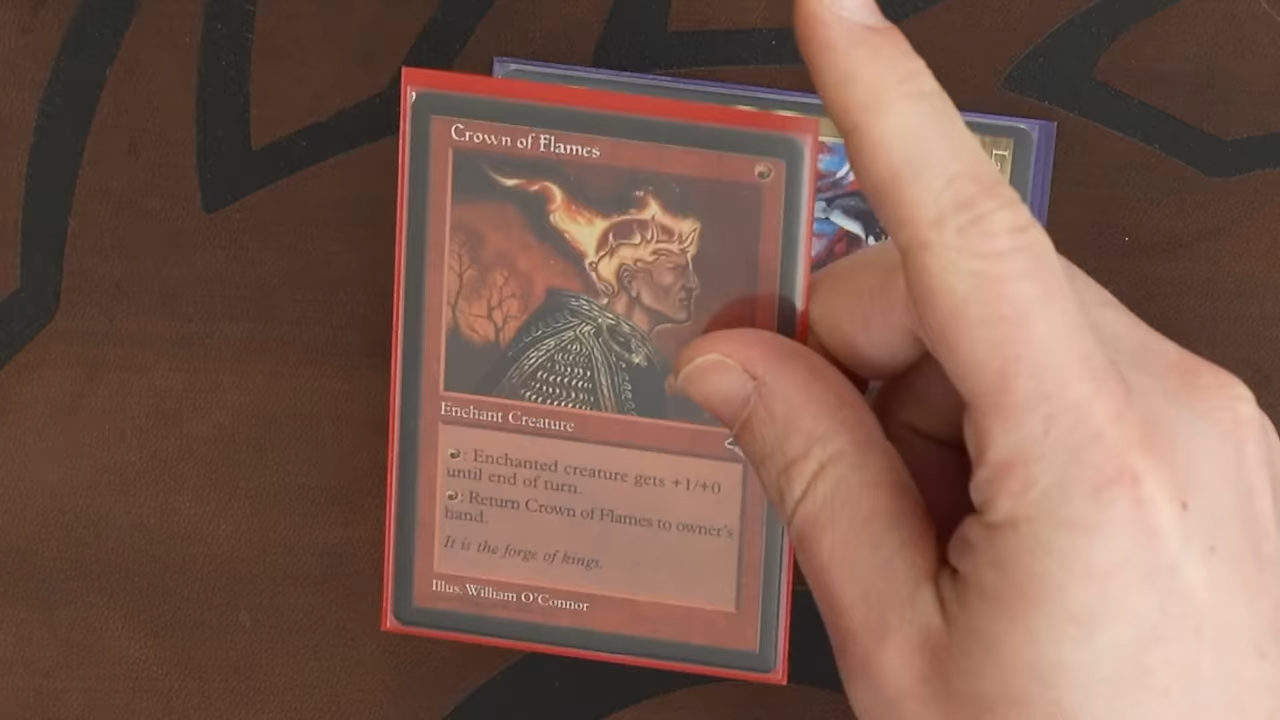 Crown of Flames
Enchant Creature
: Enchanted creature gets +1/+0
until end of turn.
: Return Crown of Flames to owner's
hand.
It is the forge of kings.
Illus. William O'Connor